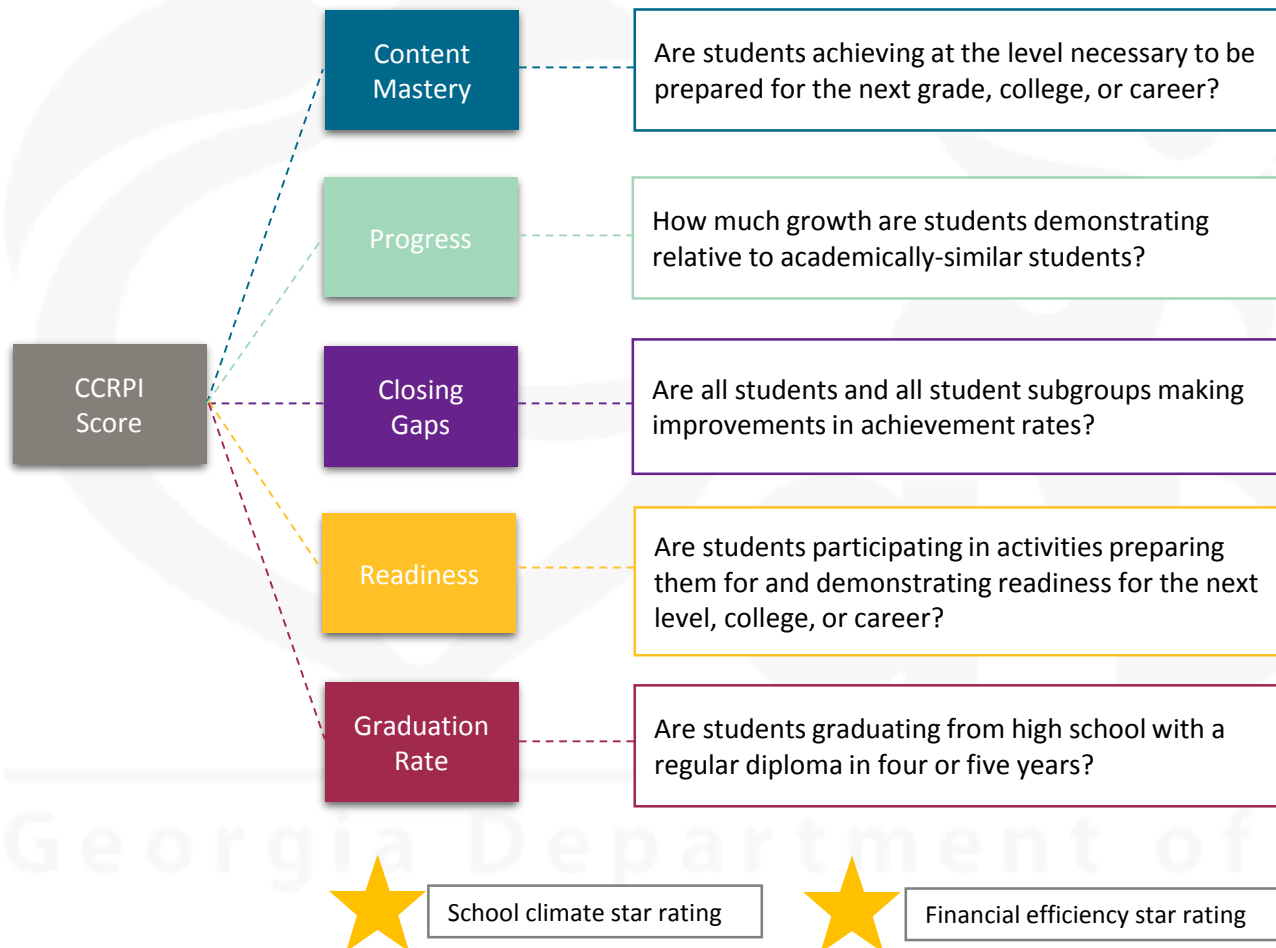 Content
Mastery
Are students achieving at the level necessary to be
prepared for the next grade, college, or career?
Progress
How much growth are students demonstrating
relative to academically-similar students?
CCRPI
Score
Closing
Gaps
Are all students and all student subgroups making
improvements in achievement rates?
Readiness
Are students participating in activities preparing
them for and demonstrating readiness for the next
level, college, or career?
Graduation
Rate
Are students graduating from high school with a
regular diploma in four or five years?
Georgia Department of
School climate star rating
Financial efficiency star rating